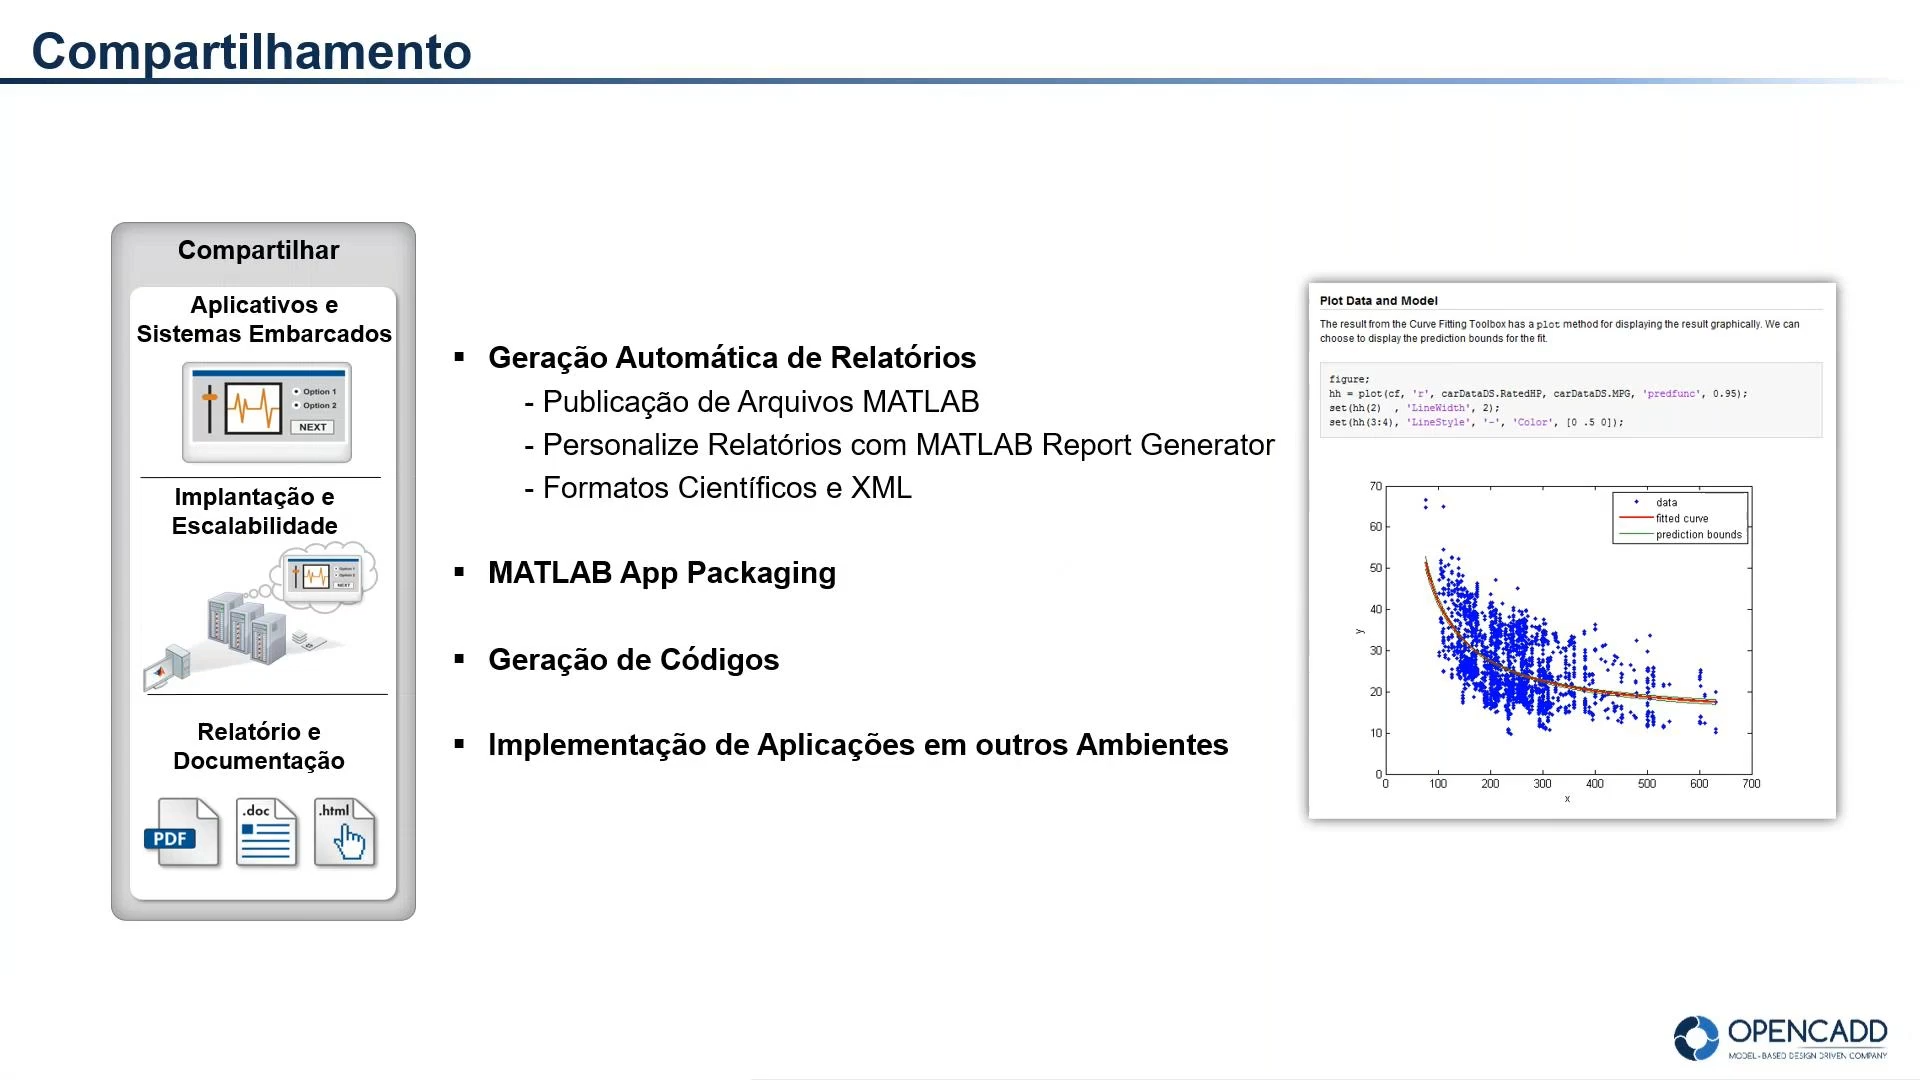 Compartilhamento
Compartilhar
Aplicativos e
Sistemas Embarcados
Option 1
Option 2
NEXT
Implantação e
Escalabilidade
Option 1
Option 2
NEXT
Relatório e
Documentação
PDF
.doc
.html
▪ Geração Automática de Relatórios
- Publicação de Arquivos MATLAB
- Personalize Relatórios com MATLAB Report Generator
- Formatos Científicos e XML
▪ MATLAB App Packaging
▪ Geração de Códigos
▪ Implementação de Aplicações em outros Ambientes
Plot Data and Model
The result from the Curve Fitting Toolbox has a plot method for displaying the result graphically. We can
choose to display the prediction bounds for the fit.
figure;
hh = plot(cf, 'r', carDataDS.RatedHP, carDataDS.MPG, 'predfunc', 0.95);
set(hh(2) , 'LineWidth', 2);
set(hh(3:4), 'LineStyle', '-', 'Color', [0 .5 0]);
data
fitted curve
prediction bounds
70
60
50
40
30
20
10
0
y
0 100 200 300 400 500 600 700
x
OPENCADD
MODEL-BASED DESIGN DRIVEN COMPANY